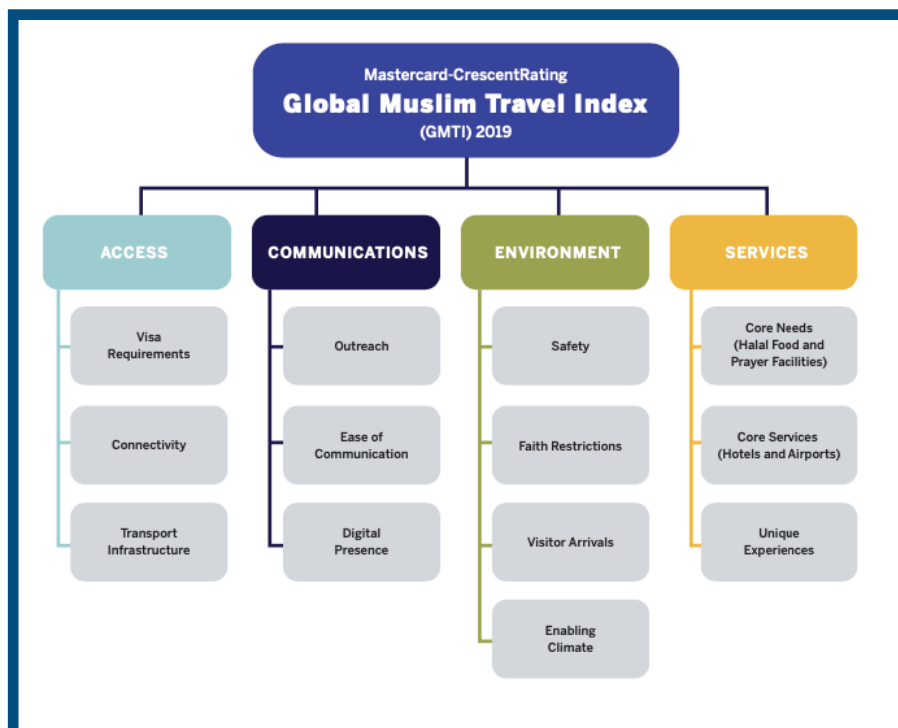 Mastercard-CrescentRating
Global Muslim Travel Index
(GMTI) 2019
ACCESS
Visa
Requirements
Connectivity
Transport
Infrastructure
COMMUNICATIONS
Outreach
Ease of
Communication
Digital
Presence
ENVIRONMENT
Safety
Faith Restrictions
Visitor Arrivals
Enabling
Climate
SERVICES
Core Needs
(Halal Food and
Prayer Facilities)
Core Services
(Hotels and Airports)
Unique
Experiences